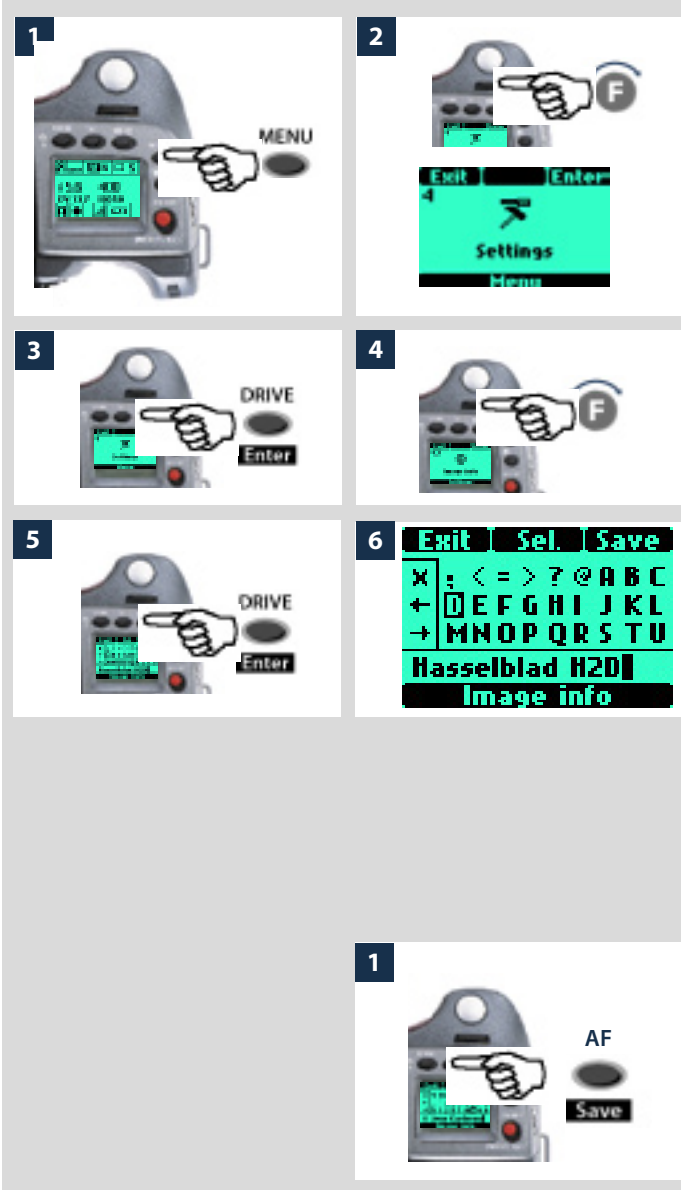 1
MENU
2
F
Exit Enter
4
Settings
Menu
3
DRIVE
Enter
4
F
5
DRIVE
Enter
6
Exit Sel. Save
X ; < = > ? @ A B C
← D E F G H I J K L
→ M N O P Q R S T U
Hasselblad H2D
Image info
1
AF
Save